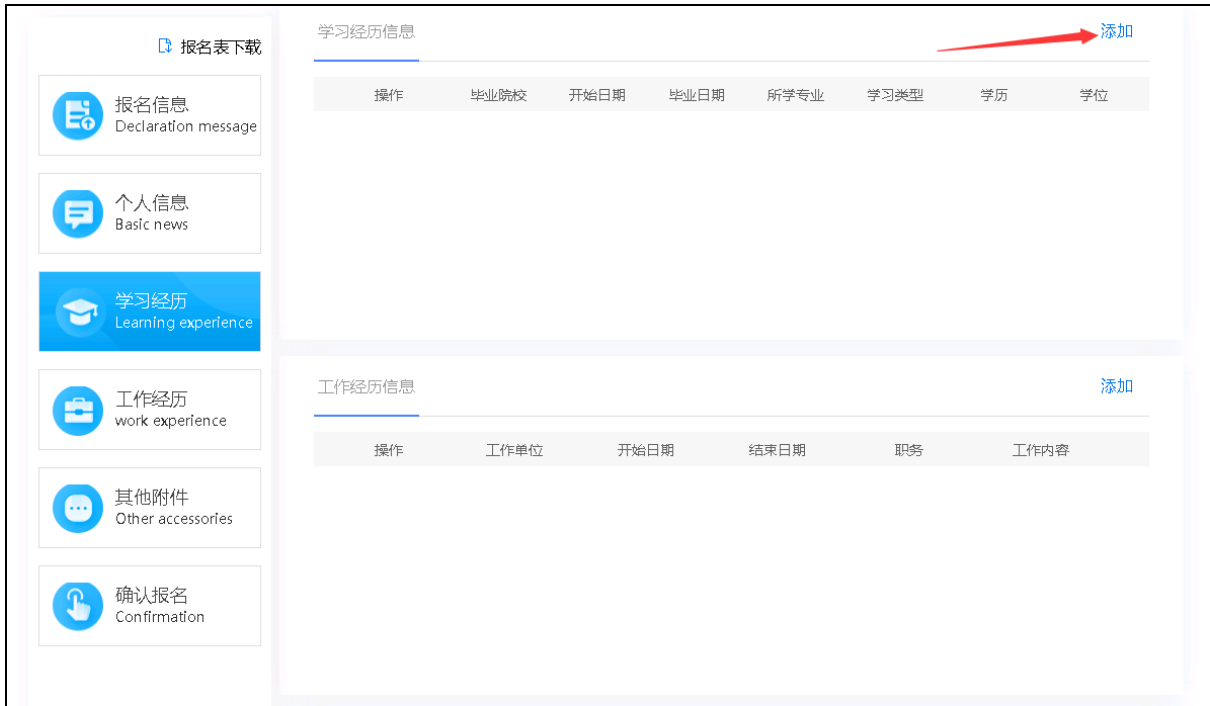 报名表下载
报名信息
Declaration message
个人信息
Basic news
学习经历
Learning experience
工作经历
work experience
其他附件
Other accessories
确认报名
Confirmation
学习经历信息 添加
操作 毕业院校 开始日期 毕业日期 所学专业 学习类型 学历 学位
工作经历信息 添加
操作 工作单位 开始日期 结束日期 职务 工作内容